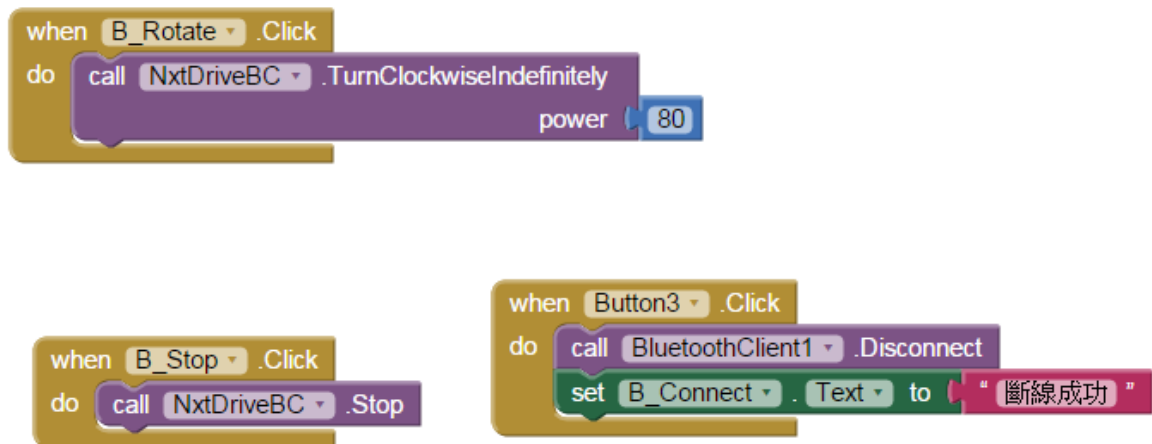 when B_Rotate .Click
do call NxtDriveBC .TurnClockwiseIndefinitely
power 80
when B_Stop .Click
do call NxtDriveBC .Stop
when Button3 .Click
do call BluetoothClient1 .Disconnect
set B_Connect . Text to “ 斷線成功 ”